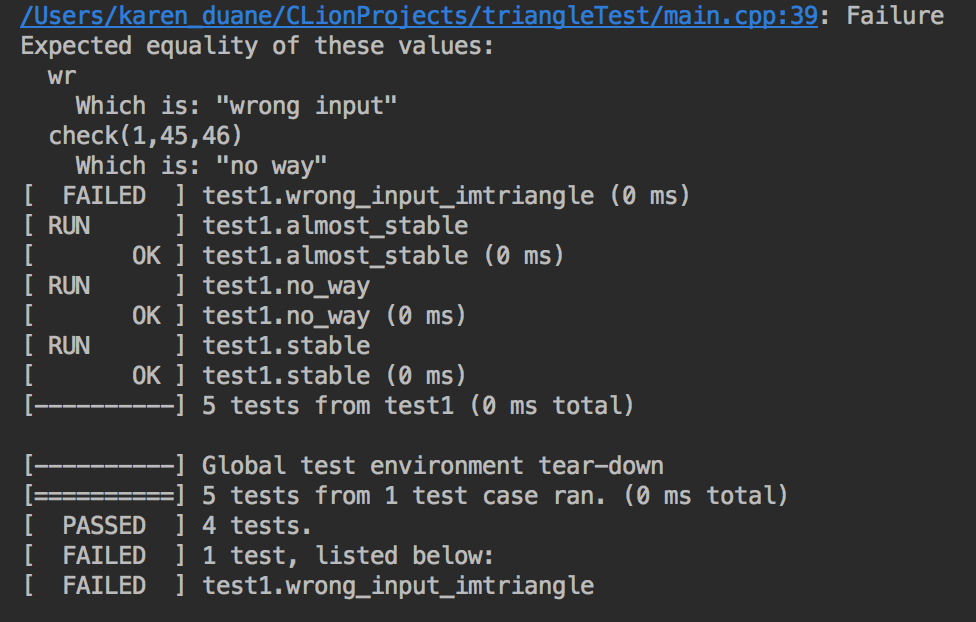 /Users/karen_duane/CLionProjects/triangleTest/main.cpp:39: Failure
Expected equality of these values:
  wr
    Which is: "wrong input"
  check(1,45,46)
    Which is: "no way"
[  FAILED  ] test1.wrong_input_imtriangle (0 ms)
[ RUN      ] test1.almost_stable
[       OK ] test1.almost_stable (0 ms)
[ RUN      ] test1.no_way
[       OK ] test1.no_way (0 ms)
[ RUN      ] test1.stable
[       OK ] test1.stable (0 ms)
[----------] 5 tests from test1 (0 ms total)

[----------] Global test environment tear-down
[==========] 5 tests from 1 test case ran. (0 ms total)
[  PASSED  ] 4 tests.
[  FAILED  ] 1 test, listed below:
[  FAILED  ] test1.wrong_input_imtriangle